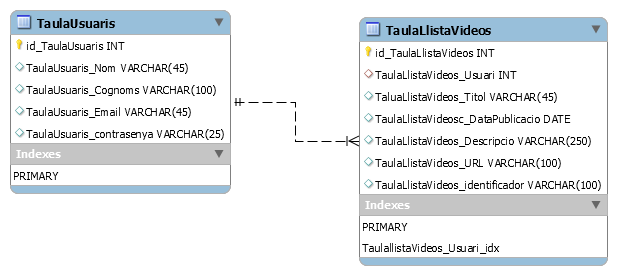 TaulaUsuaris
id_TaulaUsuaris INT
TaulaUsuaris_Nom VARCHAR(45)
TaulaUsuaris_Cognoms VARCHAR(100)
TaulaUsuaris_Email VARCHAR(45)
TaulaUsuaris_contrasenya VARCHAR(25)
Indexes
PRIMARY
TaulaLlistaVideos
id_TaulaLlistaVideos INT
TaulaLlistaVideos_Usuari INT
TaluaLlistaVideos_Titol VARCHAR(45)
TaulaLlistaVideosc_DataPublicacio DATE
TaulaLlistaVideos_Descripcio VARCHAR(250)
TaulaLlistaVideos_URL VARCHAR(100)
TaulaLlistaVideos_identificador VARCHAR(100)
Indexes
PRIMARY
TaulallistaVideos_Usuari_idx